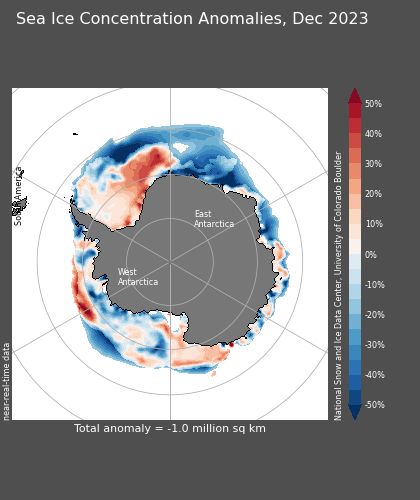 Sea Ice Concentration Anomalies, Dec 2023
South America
East
Antarctica
West
Antarctica
near-real-time data
50%
40%
30%
20%
10%
0%
-10%
-20%
-30%
-40%
-50%
National Snow and Ice Data Center, University of Colorado Boulder
Total anomaly = -1.0 million sq km